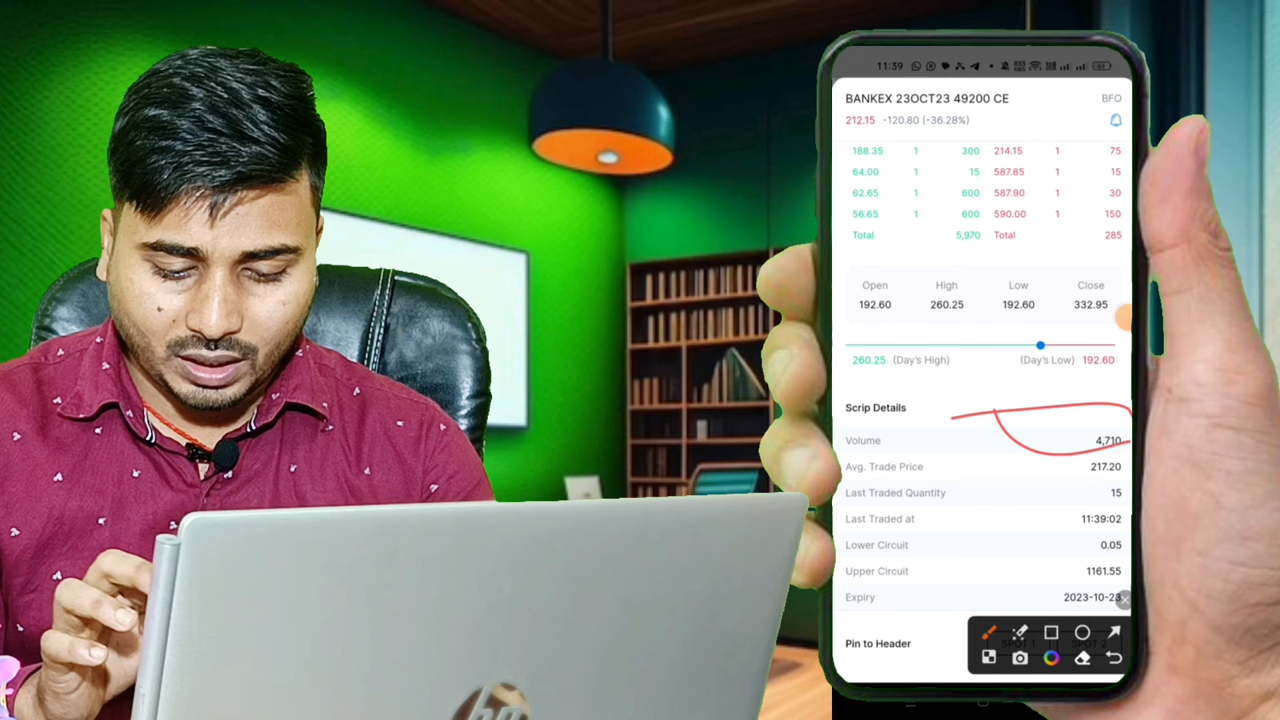 11:39
BANKEX 23OCT23 49200 CE BFO
212.15 -120.80 (-36.28%)
188.35 1 300 214.15 1 75
64.00 1 15 587.85 1 15
62.65 1 600 587.90 1 30
56.65 1 600 590.00 1 150
Total 5,970 Total 285
Open High Low Close
192.60 260.25 192.60 332.95
260.25 (Day's High) (Day's Low) 192.60
Scrip Details
Volume 4,710
Avg. Trade Price 217.20
Last Traded Quantity 15
Last Traded at 11:39:02
Lower Circuit 0.05
Upper Circuit 1161.55
Expiry 2023-10-23
Pin to Header
hp